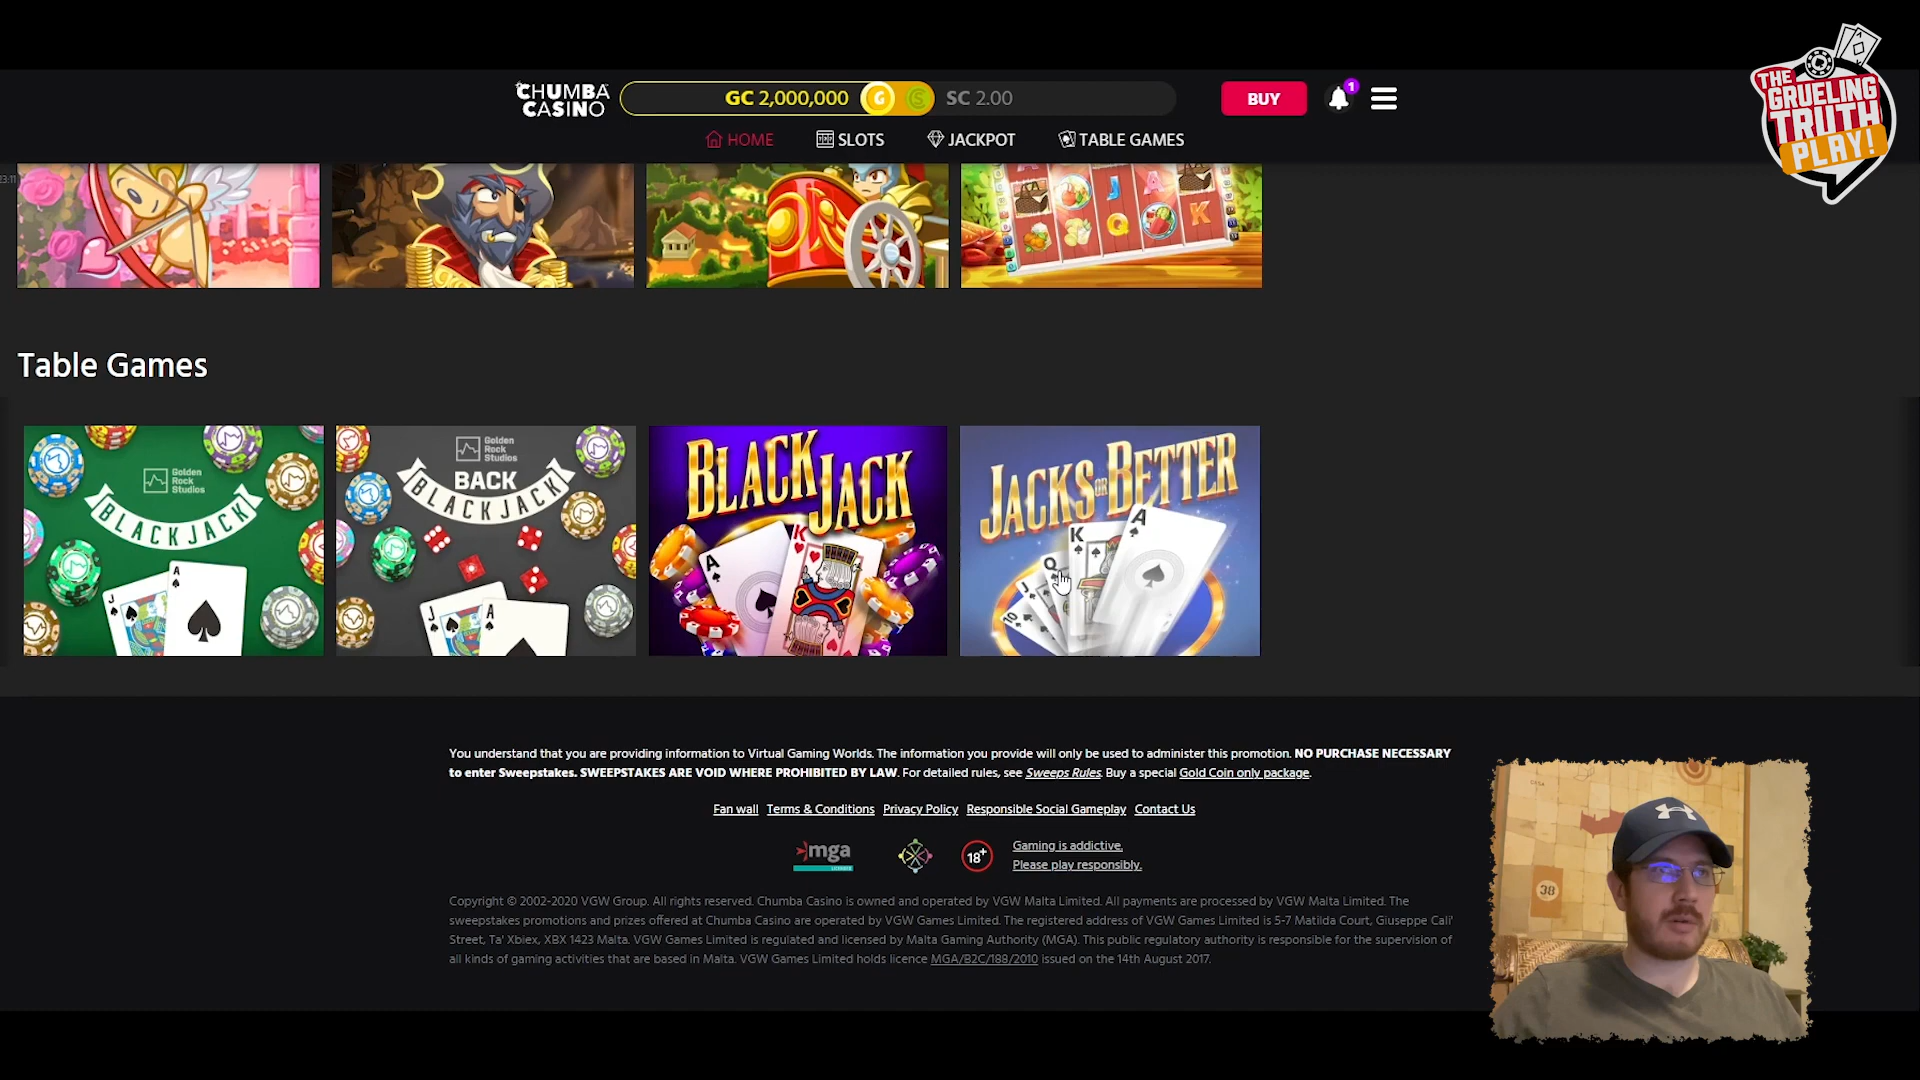 THE
GRUELING
TRUTH
PLAY!
CHUMBA
CASINO
GC 2,000,000
G
S
SC 2.00
BUY
1
HOME
SLOTS
JACKPOT
TABLE GAMES
23:11
J
A
Q
K
Table Games
Golden
Rock
Studios
BLACKJACK
J
A
Golden
Rock
Studios
BACK
BLACKJACK
J
A
BLACK
JACK
A
K
JACKS OR BETTER
10
J
Q
K
A
You understand that you are providing information to Virtual Gaming Worlds. The information you provide will only be used to administer this promotion. NO PURCHASE NECESSARY
to enter Sweepstakes. SWEEPSTAKES ARE VOID WHERE PROHIBITED BY LAW. For detailed rules, see Sweeps Rules. Buy a special Gold Coin only package.
Fan wall Terms & Conditions Privacy Policy Responsible Social Gameplay Contact Us
mga
18+
Gaming is addictive.
Please play responsibly.
Copyright © 2002-2020 VGW Group. All rights reserved. Chumba Casino is owned and operated by VGW Malta Limited. All payments are processed by VGW Malta Limited. The
sweepstakes promotions and prizes offered at Chumba Casino are operated by VGW Games Limited. The registered address of VGW Games Limited is 5-7 Matilda Court, Giuseppe Cali'
Street, Ta' Xbiex, XBX 1423 Malta. VGW Games Limited is regulated and licensed by Malta Gaming Authority (MGA). This public regulatory authority is responsible for the supervision of
all kinds of gaming activities that are based in Malta. VGW Games Limited holds licence MGA/B2C/188/2010 issued on the 14th August 2017.
38